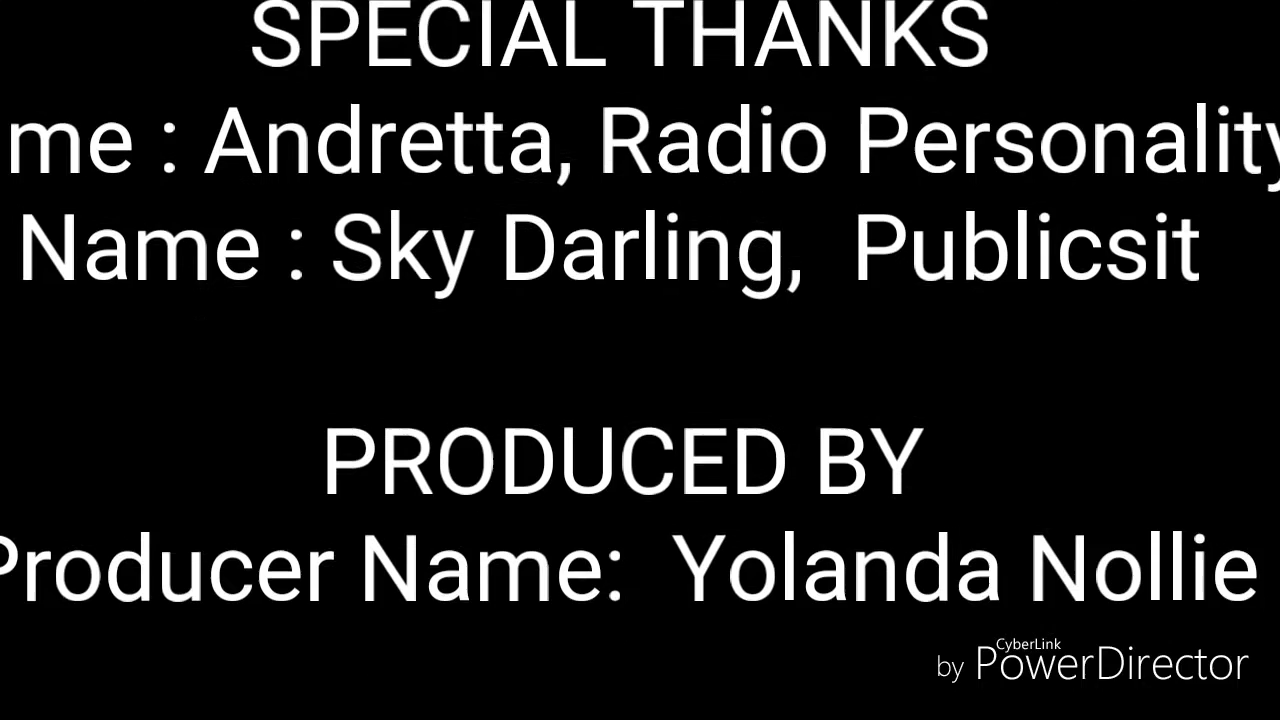 SPECIAL THANKS
me : Andretta, Radio Personality
Name : Sky Darling, Publicsit
PRODUCED BY
Producer Name: Yolanda Nollie
CyberLink
by PowerDirector